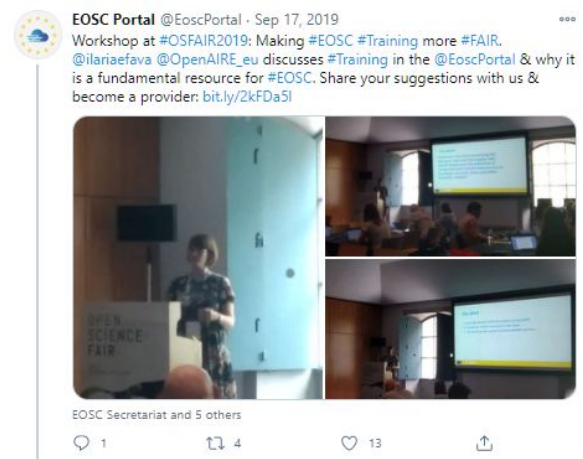 EOSC Portal @EoscPortal · Sep 17, 2019
Workshop at #OSFAIR2019: Making #EOSC #Training more #FAIR.
@ilariaefava @OpenAIRE_eu discusses #Training in the @EoscPortal & why it
is a fundamental resource for #EOSC. Share your suggestions with us &
become a provider: bit.ly/2kFDa5l
OPEN
SCIENCE
FAIR
EOSC Secretariat and 5 others
1 4 13